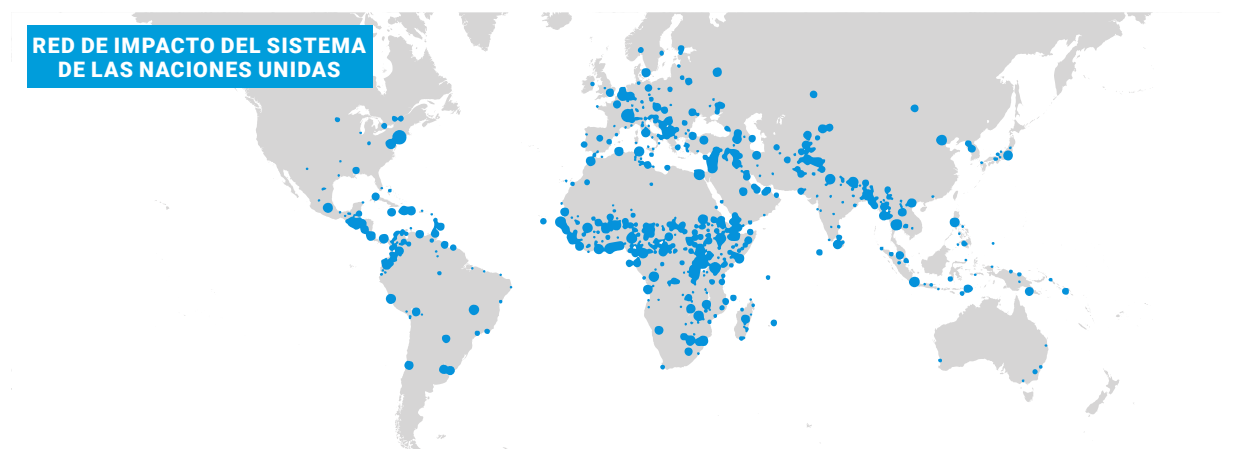 RED DE IMPACTO DEL SISTEMA
DE LAS NACIONES UNIDAS